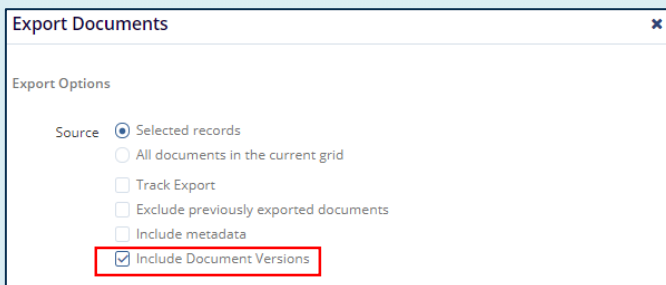 Export Documents
Export Options
Source Selected records
All documents in the current grid
Track Export
Exclude previously exported documents
Include metadata
Include Document Versions